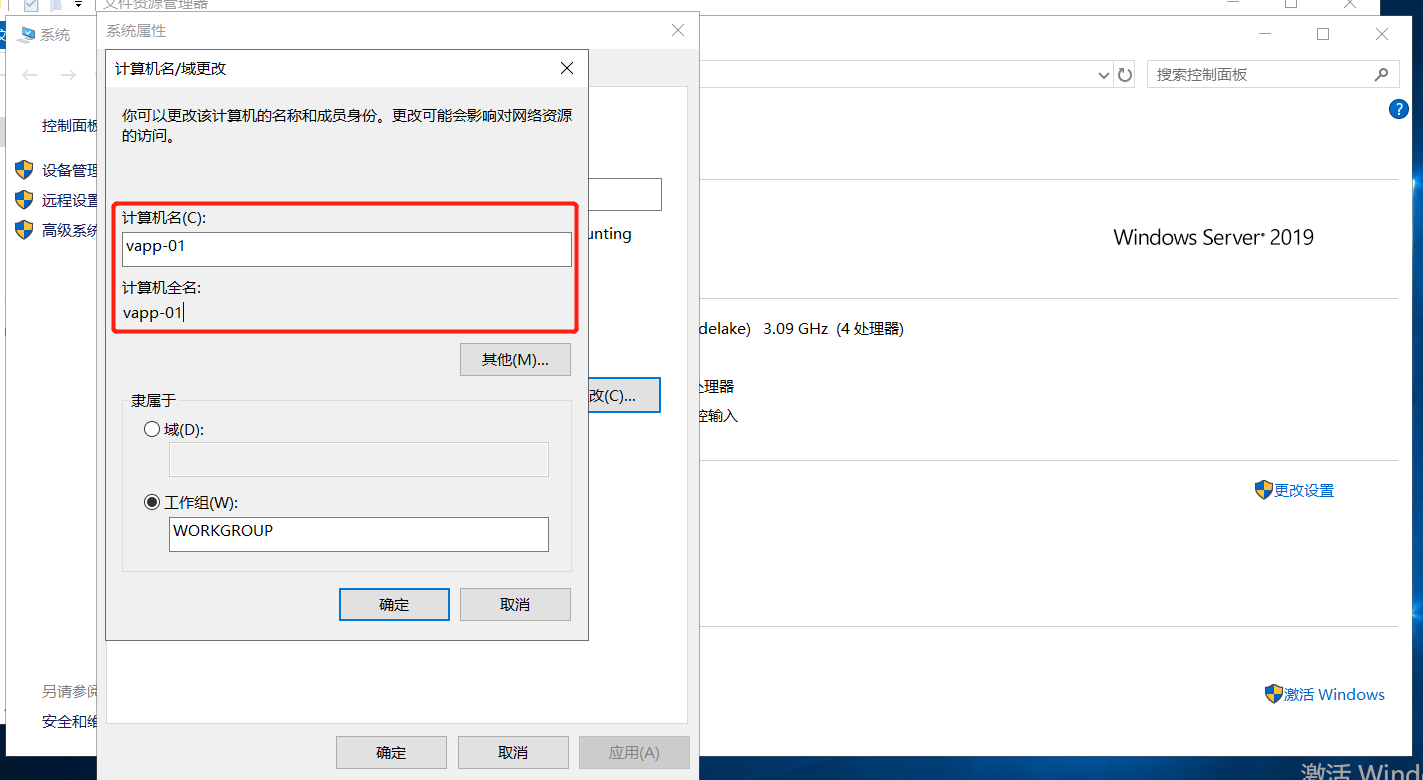 文件资源管理器
系统
系统属性
计算机名/域更改
搜索控制面板
你可以更改该计算机的名称和成员身份。更改可能会影响对网络资源
的访问。
控制面板
设备管理
远程设置
高级系统
计算机名(C):
vapp-01
unting
Windows Server 2019
计算机全名:
vapp-01
delake) 3.09 GHz (4 处理器)
其他(M)...
处理器
改(C)...
控输入
隶属于
域(D):
工作组(W):
WORKGROUP
更改设置
确定
取消
另请参阅
安全和维
激活 Windows
确定
取消
应用(A)
激活 Wind